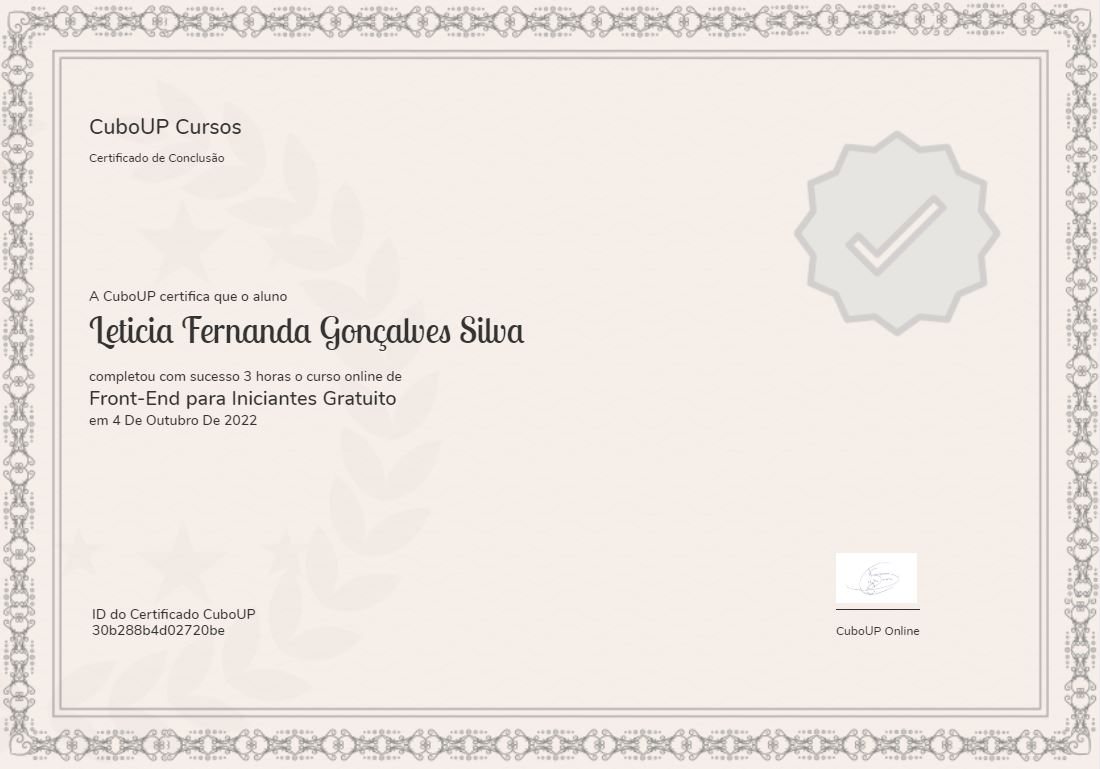 CuboUP Cursos
Certificado de Conclusão
A CuboUP certifica que o aluno
Leticia Fernanda Gonçalves Silva
completou com sucesso 3 horas o curso online de
Front-End para Iniciantes Gratuito
em 4 De Outubro De 2022
ID do Certificado CuboUP
30b288b4d02720be
CuboUP Online